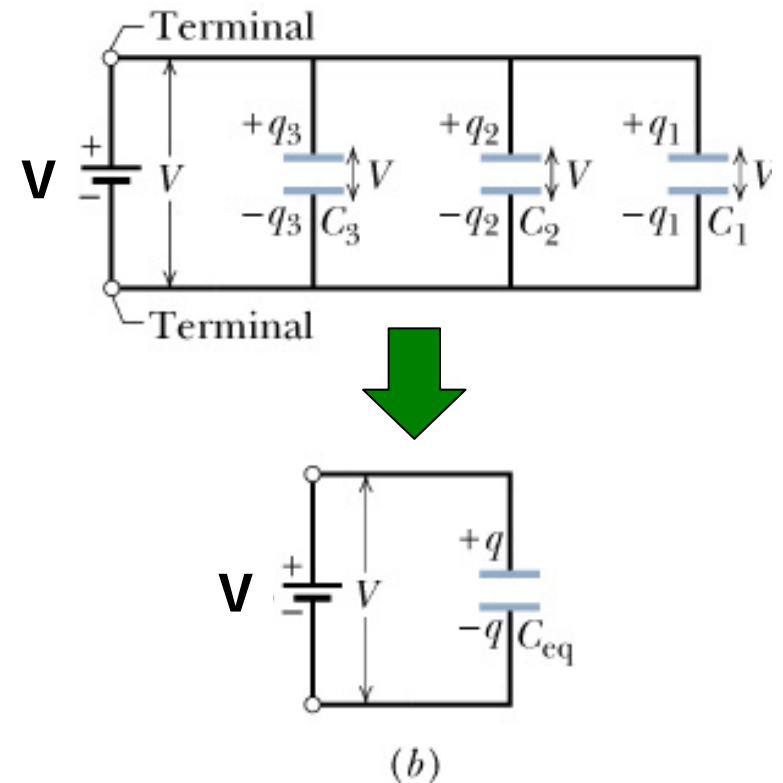 Terminal
+q3 +q2 +q1
+
V V V V V
−
−q3 C3 −q2 C2 −q1 C1
Terminal
+q
+
V V
−
−q Ceq
(b)